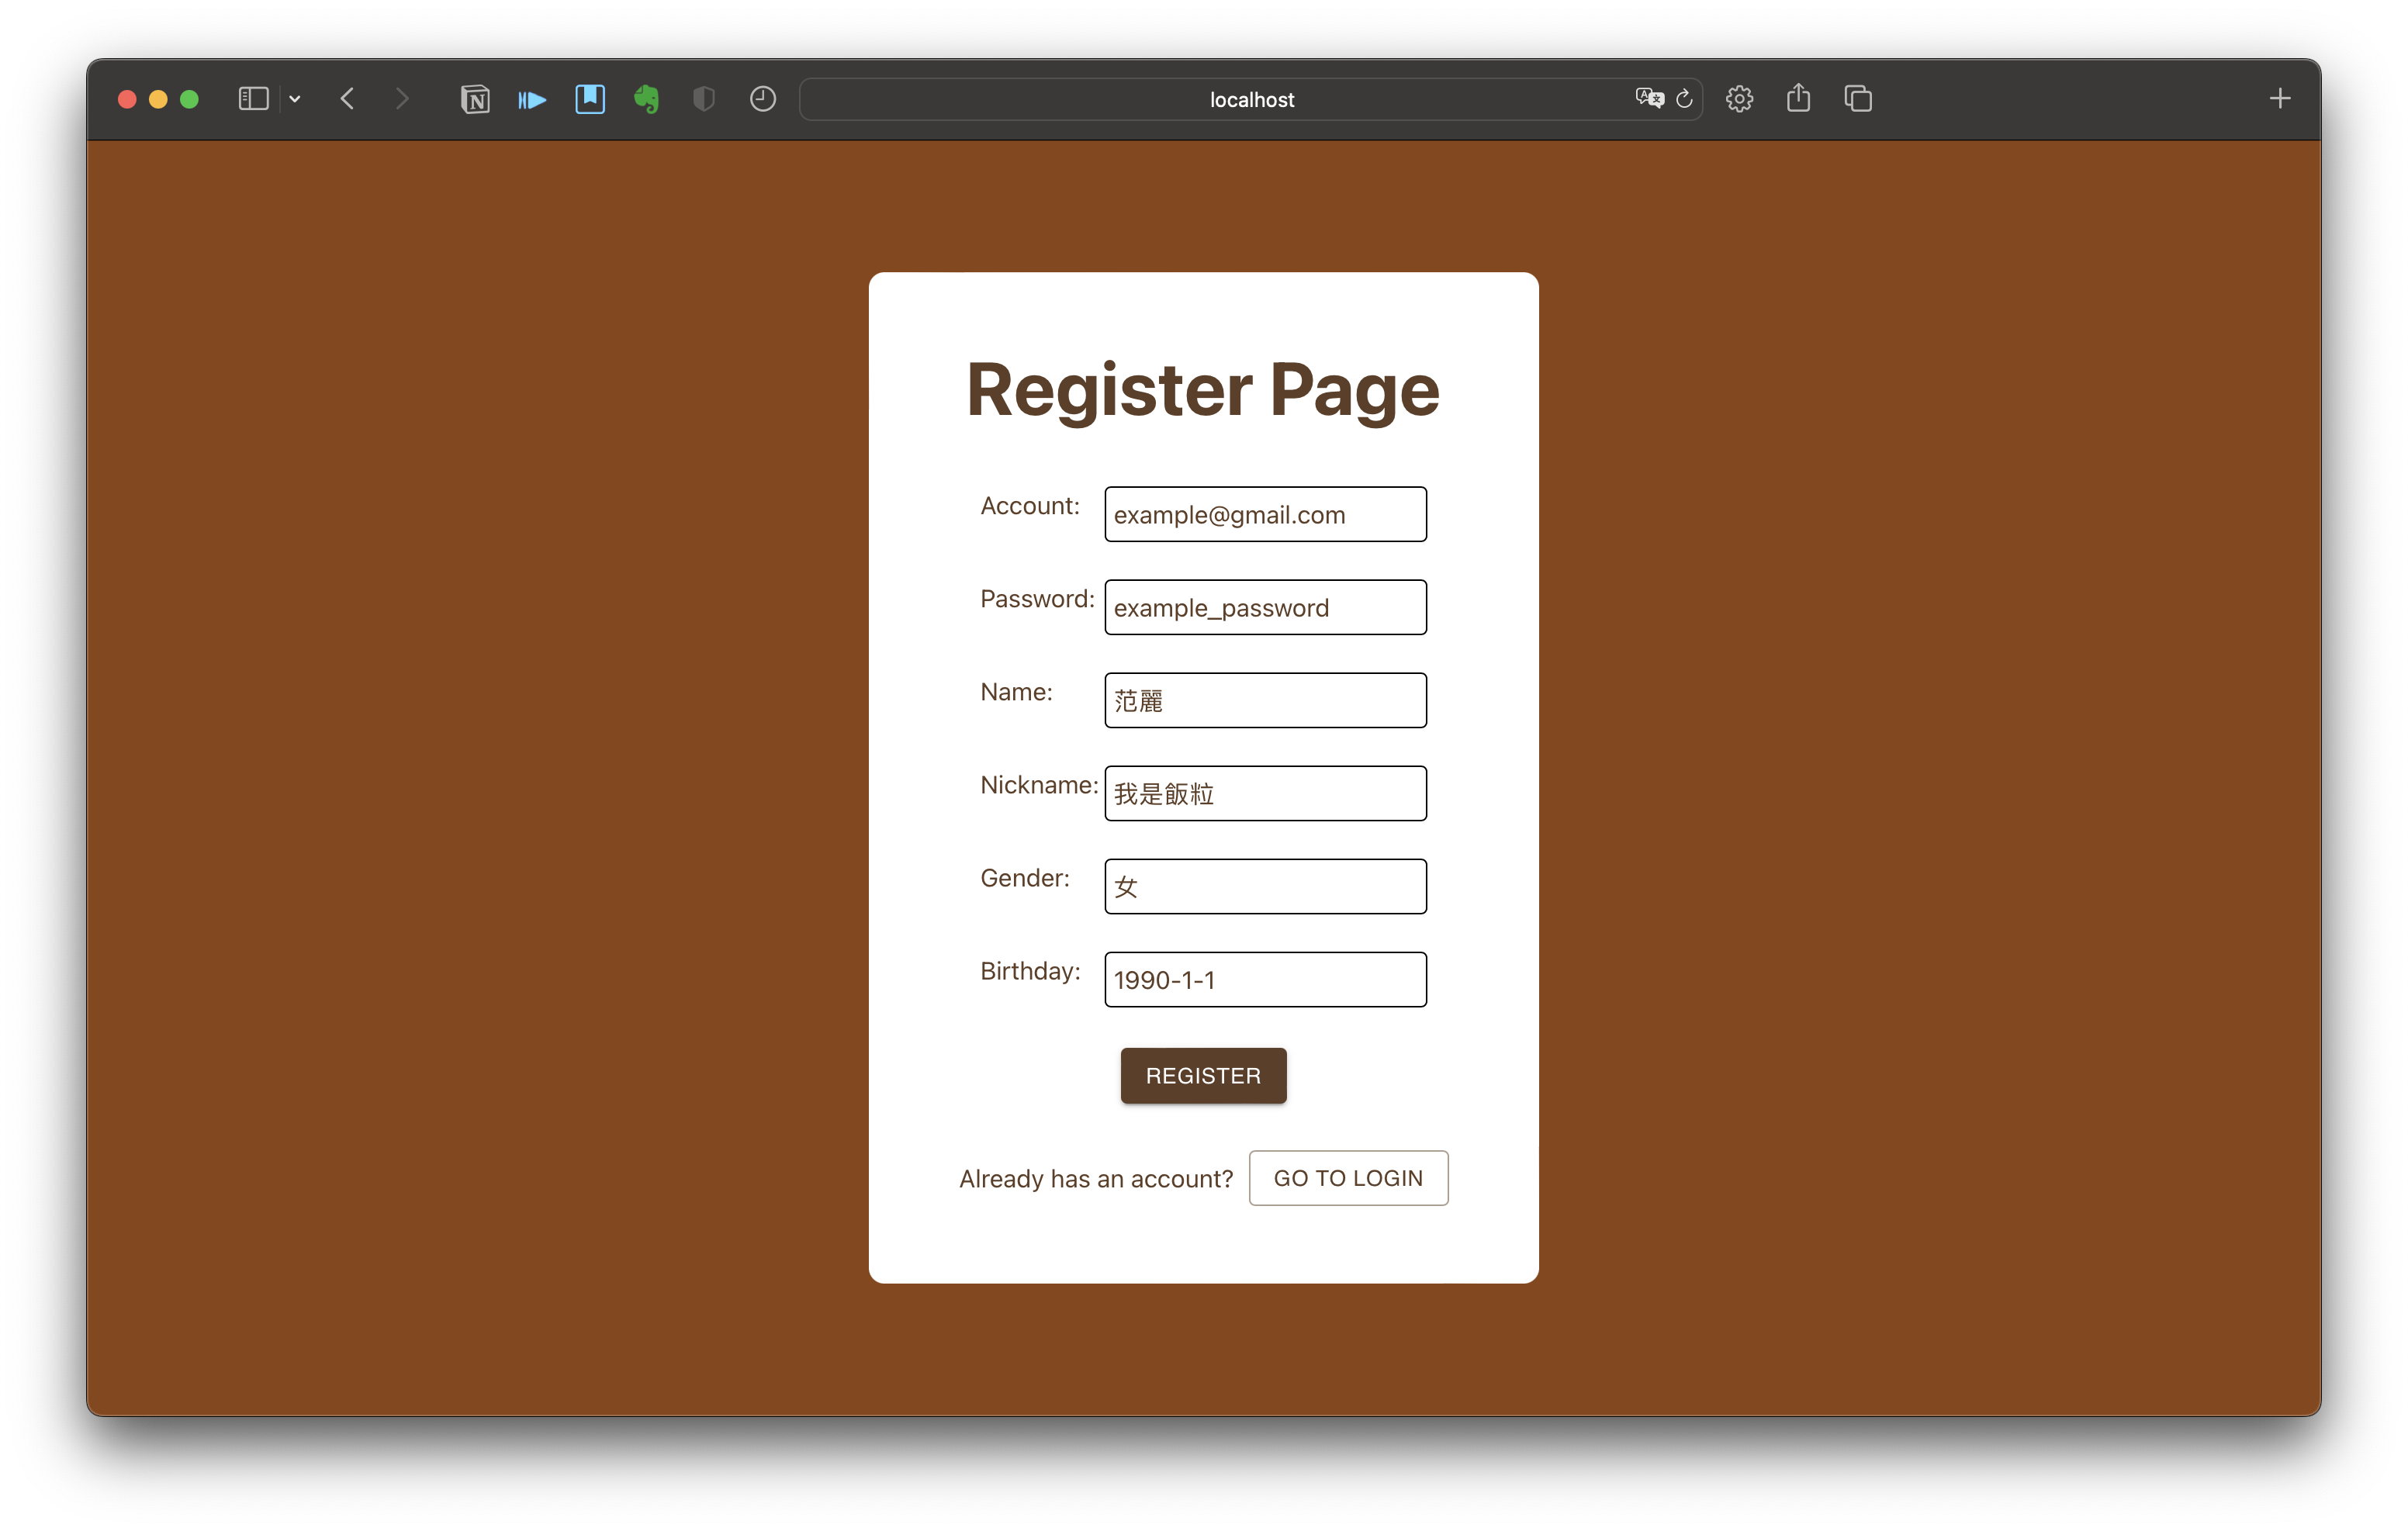 localhost
Register Page
Account: example@gmail.com
Password: example_password
Name: 范麗
Nickname: 我是飯粒
Gender: 女
Birthday: 1990-1-1
REGISTER
Already has an account? GO TO LOGIN